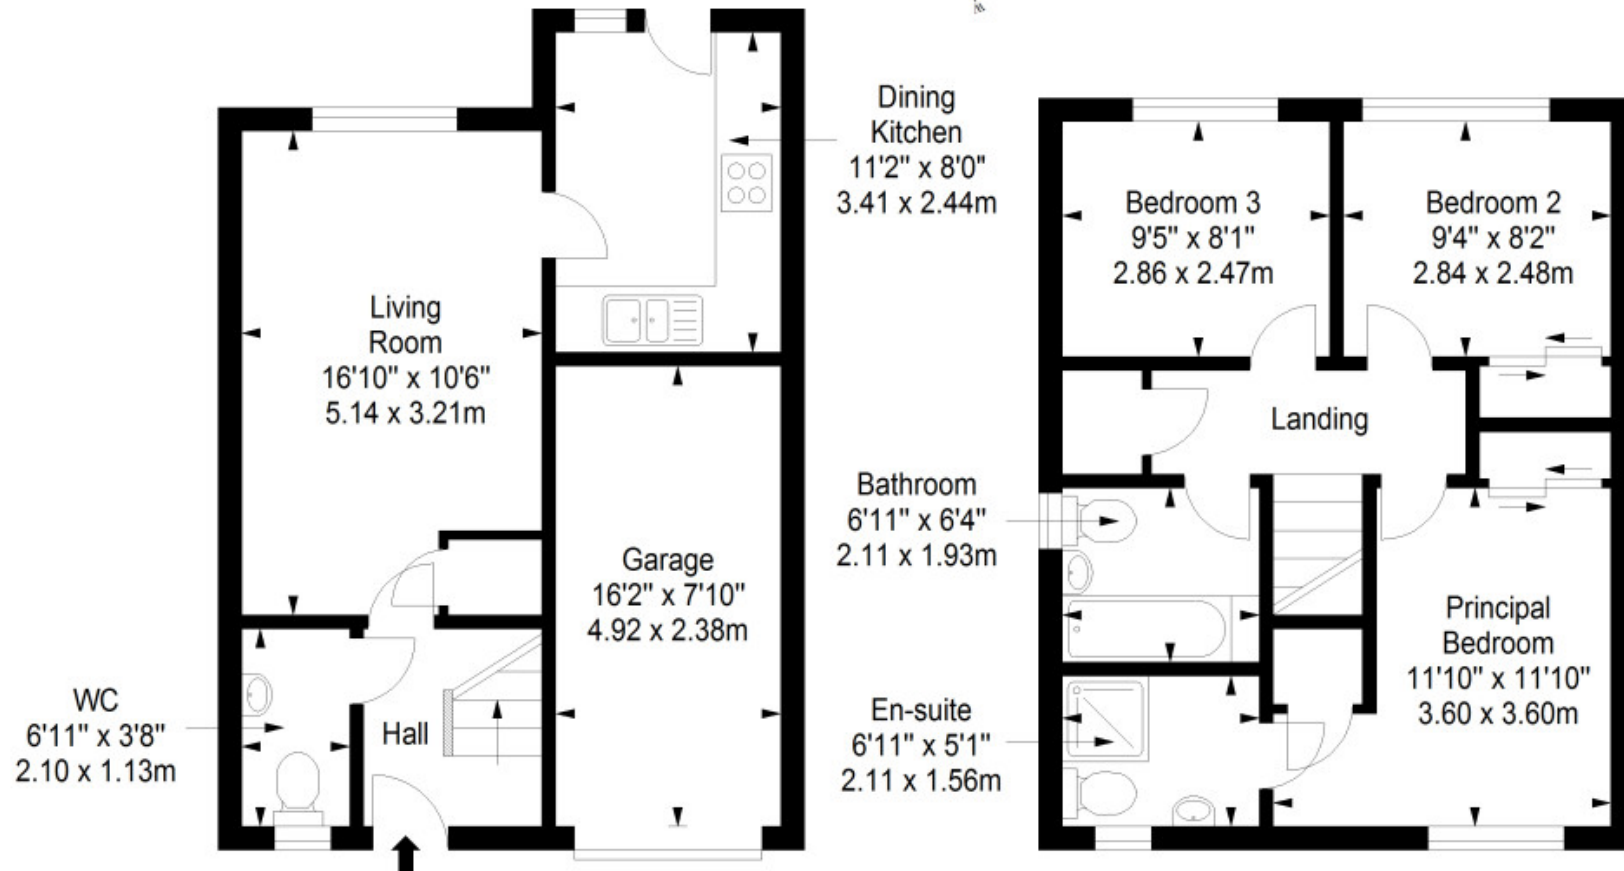 Dining
Kitchen
11'2" x 8'0"
3.41 x 2.44m
Living
Room
16'10" x 10'6"
5.14 x 3.21m
Garage
16'2" x 7'10"
4.92 x 2.38m
WC
6'11" x 3'8"
2.10 x 1.13m
Hall
Bedroom 3
9'5" x 8'1"
2.86 x 2.47m
Bedroom 2
9'4" x 8'2"
2.84 x 2.48m
Landing
Bathroom
6'11" x 6'4"
2.11 x 1.93m
En-suite
6'11" x 5'1"
2.11 x 1.56m
Principal
Bedroom
11'10" x 11'10"
3.60 x 3.60m